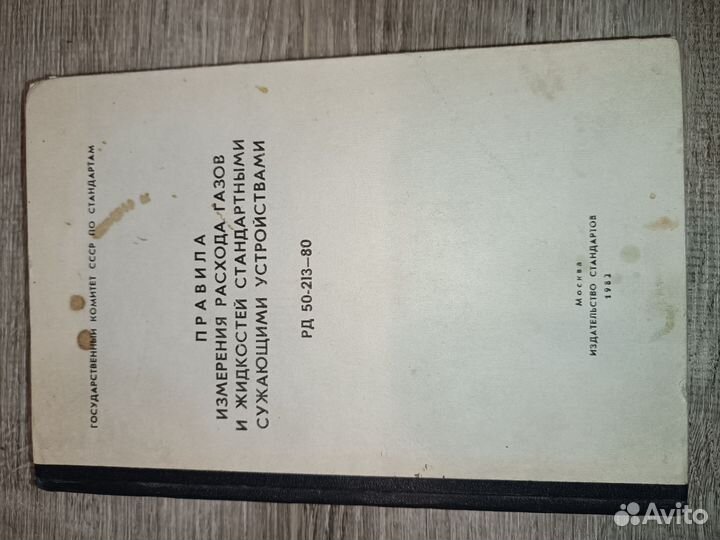 ГОСУДАРСТВЕННЫЙ КОМИТЕТ СССР ПО СТАНДАРТАМ
ПРАВИЛА
ИЗМЕРЕНИЯ РАСХОДА ГАЗОВ
И ЖИДКОСТЕЙ СТАНДАРТНЫМИ
СУЖАЮЩИМИ УСТРОЙСТВАМИ
РД 50-213—80
Москва
ИЗДАТЕЛЬСТВО СТАНДАРТОВ
1982
Avito